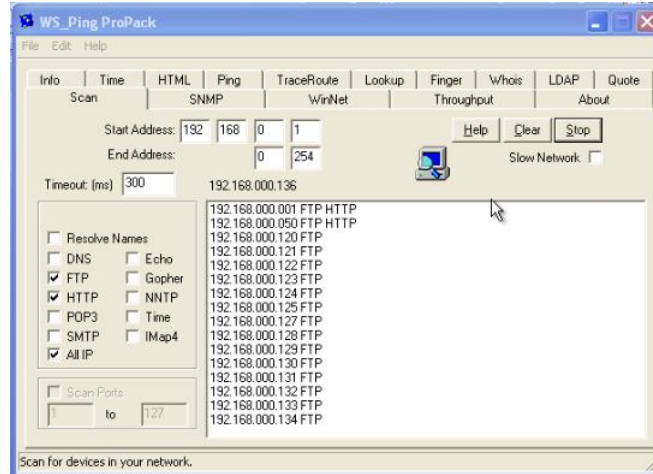 WS_Ping ProPack
File Edit Help
Info Time HTML Ping TraceRoute Lookup Finger Whois LDAP Quote
Scan SNMP WinNet Throughput About
Start Address: 192 168 0 1 Help Clear Stop
End Address: 0 254 Slow Network
Timeout: (ms) 300 192.168.000.136
192.168.000.001 FTP HTTP
192.168.000.050 FTP HTTP
192.168.000.120 FTP
192.168.000.121 FTP
192.168.000.122 FTP
192.168.000.123 FTP
192.168.000.124 FTP
192.168.000.125 FTP
192.168.000.127 FTP
192.168.000.128 FTP
192.168.000.129 FTP
192.168.000.130 FTP
192.168.000.131 FTP
192.168.000.132 FTP
192.168.000.133 FTP
192.168.000.134 FTP
Resolve Names
DNS Echo
FTP Gopher
HTTP NNTP
POP3 Time
SMTP IMap4
All IP
Scan Ports
1 to 127
Scan for devices in your network.